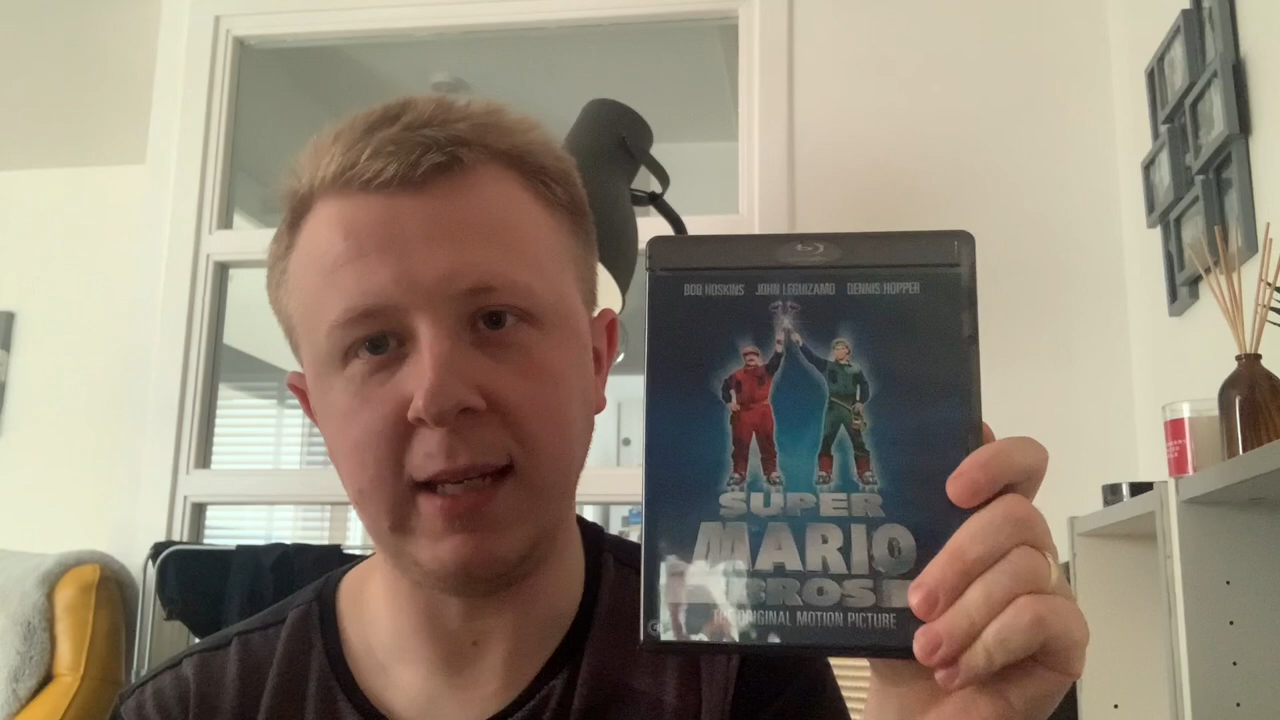 BOB HOSKINS JOHN LEGUIZAMO DENNIS HOPPER
SUPER
MARIO
BROS
THE ORIGINAL MOTION PICTURE